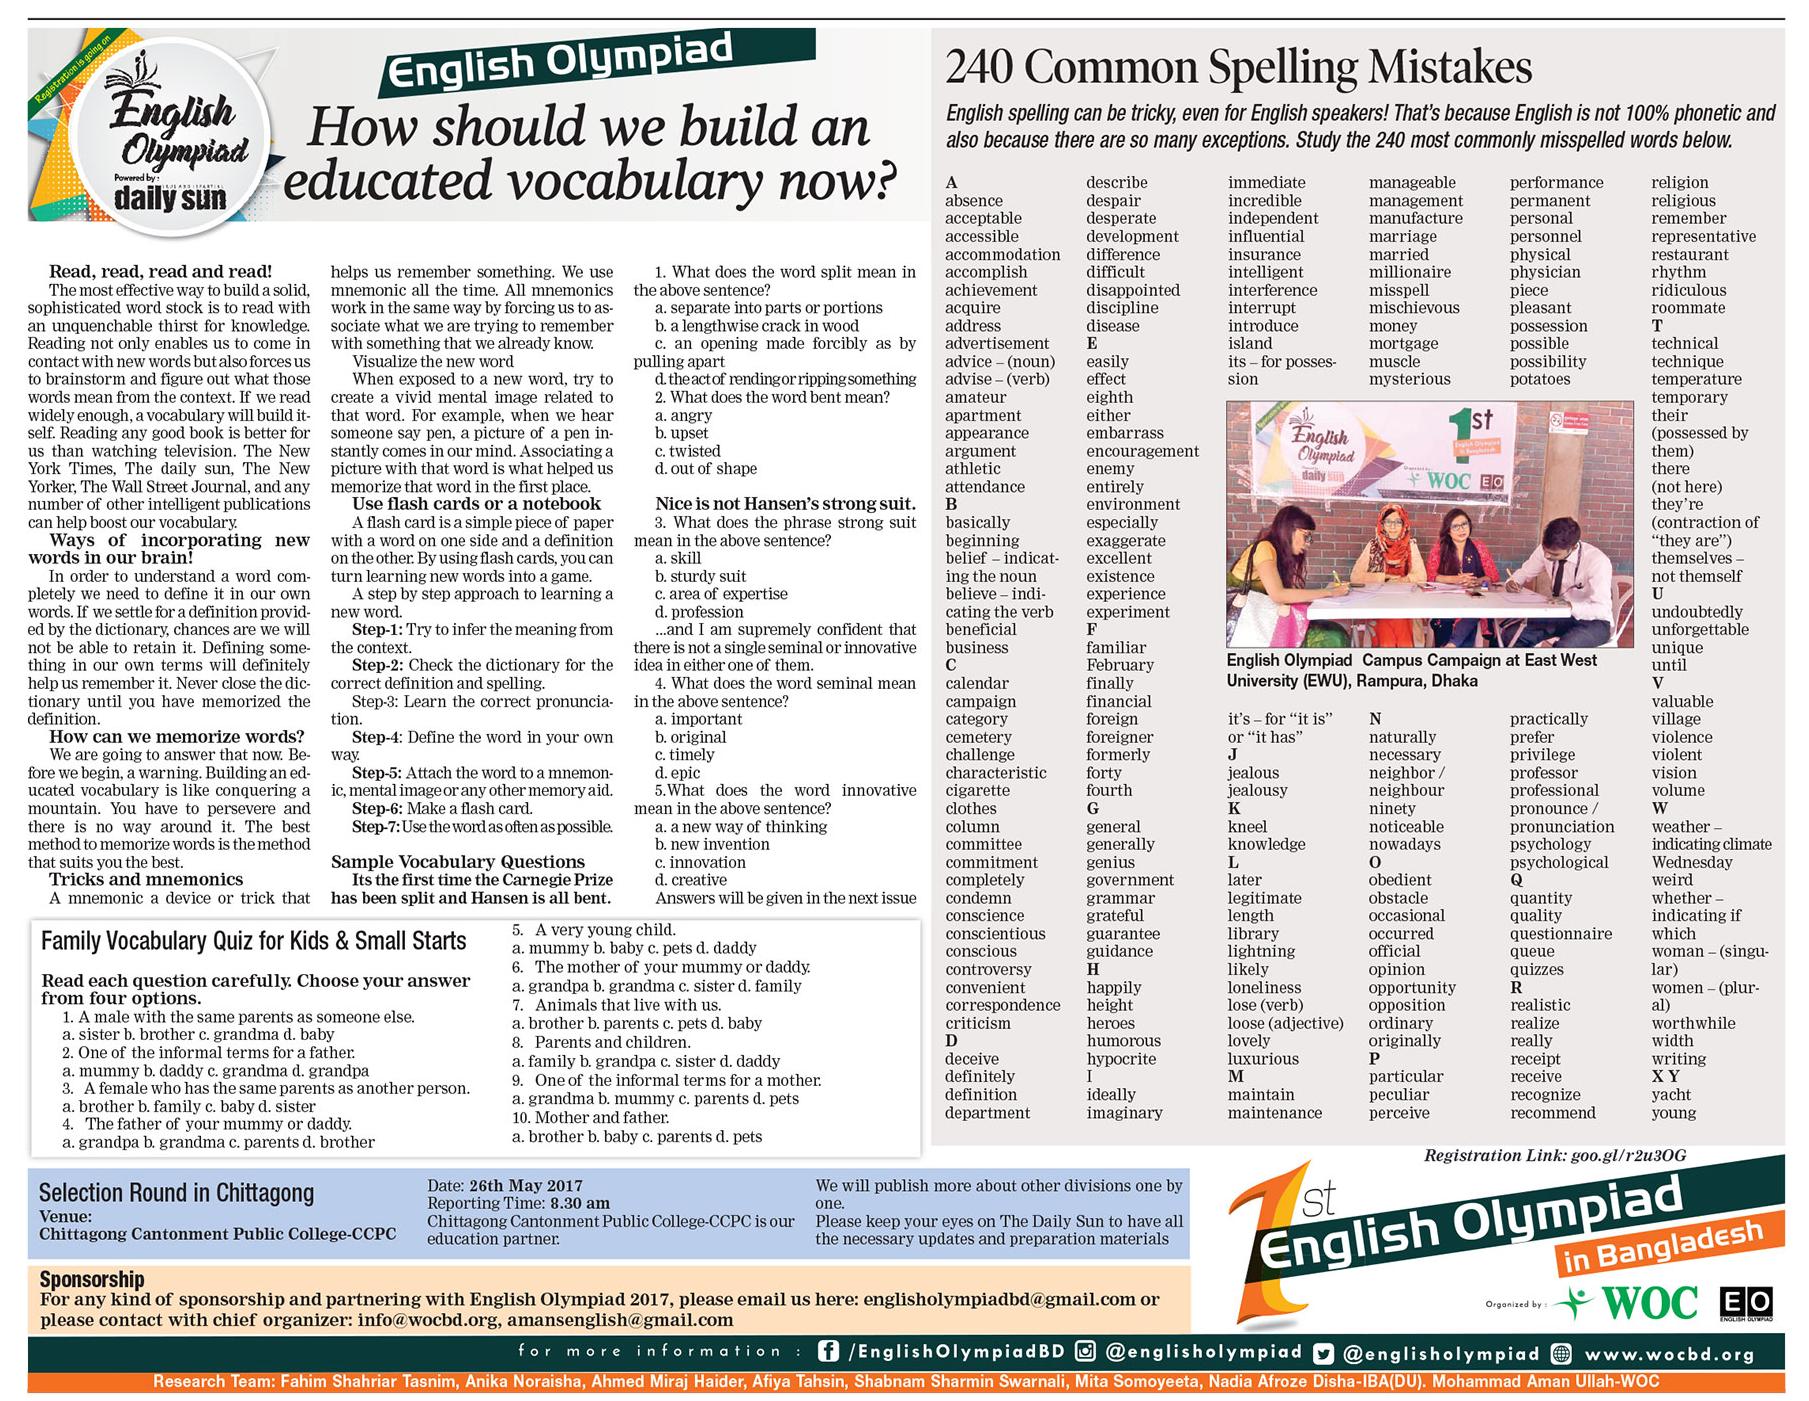 Registration is going on
English
Olympiad
Powered by :
daily sun
English Olympiad
How should we build an
educated vocabulary now?
Read, read, read and read!
The most effective way to build a solid,
sophisticated word stock is to read with
an unquenchable thirst for knowledge.
Reading not only enables us to come in
contact with new words but also forces us
to brainstorm and figure out what those
words mean from the context. If we read
widely enough, a vocabulary will build it-
self. Reading any good book is better for
us than watching television. The New
York Times, The daily sun, The New
Yorker, The Wall Street Journal, and any
number of other intelligent publications
can help boost our vocabulary.
Ways of incorporating new
words in our brain!
In order to understand a word com-
pletely we need to define it in our own
words. If we settle for a definition provid-
ed by the dictionary, chances are we will
not be able to retain it. Defining some-
thing in our own terms will definitely
help us remember it. Never close the dic-
tionary until you have memorized the
definition.
How can we memorize words?
We are going to answer that now. Be-
fore we begin, a warning. Building an ed-
ucated vocabulary is like conquering a
mountain. You have to persevere and
there is no way around it. The best
method to memorize words is the method
that suits you the best.
Tricks and mnemonics
A mnemonic a device or trick that
helps us remember something. We use
mnemonic all the time. All mnemonics
work in the same way by forcing us to as-
sociate what we are trying to remember
with something that we already know.
Visualize the new word
When exposed to a new word, try to
create a vivid mental image related to
that word. For example, when we hear
someone say pen, a picture of a pen in-
stantly comes in our mind. Associating a
picture with that word is what helped us
memorize that word in the first place.
Use flash cards or a notebook
A flash card is a simple piece of paper
with a word on one side and a definition
on the other. By using flash cards, you can
turn learning new words into a game.
A step by step approach to learning a
new word.
Step-1: Try to infer the meaning from
the context.
Step-2: Check the dictionary for the
correct definition and spelling.
Step-3: Learn the correct pronuncia-
tion.
Step-4: Define the word in your own
way.
Step-5: Attach the word to a mnemon-
ic, mental image or any other memory aid.
Step-6: Make a flash card.
Step-7: Use the word as often as possible.
Sample Vocabulary Questions
Its the first time the Carnegie Prize
has been split and Hansen is all bent.
1. What does the word split mean in
the above sentence?
a. separate into parts or portions
b. a lengthwise crack in wood
c. an opening made forcibly as by
pulling apart
d. the act of rending or ripping something
2. What does the word bent mean?
a. angry
b. upset
c. twisted
d. out of shape
Nice is not Hansen's strong suit.
3. What does the phrase strong suit
mean in the above sentence?
a. skill
b. sturdy suit
c. area of expertise
d. profession
...and I am supremely confident that
there is not a single seminal or innovative
idea in either one of them.
4. What does the word seminal mean
in the above sentence?
a. important
b. original
c. timely
d. epic
5.What does the word innovative
mean in the above sentence?
a. a new way of thinking
b. new invention
c. innovation
d. creative
Answers will be given in the next issue
Family Vocabulary Quiz for Kids & Small Starts
Read each question carefully. Choose your answer
from four options.
1. A male with the same parents as someone else.
a. sister b. brother c. grandma d. baby
2. One of the informal terms for a father.
a. mummy b. daddy c. grandma d. grandpa
3. A female who has the same parents as another person.
a. brother b. family c. baby d. sister
4. The father of your mummy or daddy.
a. grandpa b. grandma c. parents d. brother
5. A very young child.
a. mummy b. baby c. pets d. daddy
6. The mother of your mummy or daddy.
a. grandpa b. grandma c. sister d. family
7. Animals that live with us.
a. brother b. parents c. pets d. baby
8. Parents and children.
a. family b. grandpa c. sister d. daddy
9. One of the informal terms for a mother.
a. grandma b. mummy c. parents d. pets
10. Mother and father.
a. brother b. baby c. parents d. pets
240 Common Spelling Mistakes
English spelling can be tricky, even for English speakers! That's because English is not 100% phonetic and
also because there are so many exceptions. Study the 240 most commonly misspelled words below.
A
absence
acceptable
accessible
accommodation
accomplish
achievement
acquire
address
advertisement
advice – (noun)
advise – (verb)
amateur
apartment
appearance
argument
athletic
attendance
B
basically
beginning
belief – indicat-
ing the noun
believe – indi-
cating the verb
beneficial
business
C
calendar
campaign
category
cemetery
challenge
characteristic
cigarette
clothes
column
committee
commitment
completely
condemn
conscience
conscientious
conscious
controversy
convenient
correspondence
criticism
D
deceive
definitely
definition
department
describe
despair
desperate
development
difference
difficult
disappointed
discipline
disease
E
easily
effect
eighth
either
embarrass
encouragement
enemy
entirely
environment
especially
exaggerate
excellent
existence
experience
experiment
F
familiar
February
finally
financial
foreign
foreigner
formerly
forty
fourth
G
general
generally
genius
government
grammar
grateful
guarantee
guidance
H
happily
height
heroes
humorous
hypocrite
I
ideally
imaginary
immediate
incredible
independent
influential
insurance
intelligent
interference
interrupt
introduce
island
its – for posses-
sion
it's – for "it is"
or "it has"
J
jealous
jealousy
K
kneel
knowledge
L
later
legitimate
length
library
lightning
likely
loneliness
lose (verb)
loose (adjective)
lovely
luxurious
M
maintain
maintenance
manageable
management
manufacture
marriage
married
millionaire
misspell
mischievous
money
mortgage
muscle
mysterious
N
naturally
necessary
neighbor /
neighbour
ninety
noticeable
nowadays
O
obedient
obstacle
occasional
occurred
official
opinion
opportunity
opposition
ordinary
originally
P
particular
peculiar
perceive
performance
permanent
personal
personnel
physical
physician
piece
pleasant
possession
possible
possibility
potatoes
practically
prefer
privilege
professor
professional
pronounce /
pronunciation
psychology
psychological
Q
quantity
quality
questionnaire
queue
quizzes
R
realistic
realize
really
receipt
receive
recognize
recommend
religion
religious
remember
representative
restaurant
rhythm
ridiculous
roommate
T
technical
technique
temperature
temporary
their
(possessed by
them)
there
(not here)
they're
(contraction of
"they are")
themselves –
not themself
U
undoubtedly
unforgettable
unique
until
V
valuable
village
violence
violent
vision
volume
W
weather –
indicating climate
Wednesday
weird
whether –
indicating if
which
woman – (singu-
lar)
women – (plur-
al)
worthwhile
width
writing
X Y
yacht
young
English
Olympiad
daily sun
1st
English Olympiad
in Bangladesh
WOC
EO
English Olympiad Campus Campaign at East West
University (EWU), Rampura, Dhaka
Selection Round in Chittagong
Venue:
Chittagong Cantonment Public College-CCPC
Date: 26th May 2017
Reporting Time: 8.30 am
Chittagong Cantonment Public College-CCPC is our
education partner.
We will publish more about other divisions one by
one.
Please keep your eyes on The Daily Sun to have all
the necessary updates and preparation materials
Sponsorship
For any kind of sponsorship and partnering with English Olympiad 2017, please email us here: englisholympiadbd@gmail.com or
please contact with chief organizer: info@wocbd.org, amansenglish@gmail.com
Registration Link: goo.gl/r2u3OG
1st
English Olympiad
in Bangladesh
Organized by :
WOC
EO
ENGLISH OLYMPIAD
for more information : /EnglishOlympiadBD @englisholympiad @englisholympiad www.wocbd.org
Research Team: Fahim Shahriar Tasnim, Anika Noraisha, Ahmed Miraj Haider, Afiya Tahsin, Shabnam Sharmin Swarnali, Mita Somoyeeta, Nadia Afroze Disha-IBA(DU). Mohammad Aman Ullah-WOC